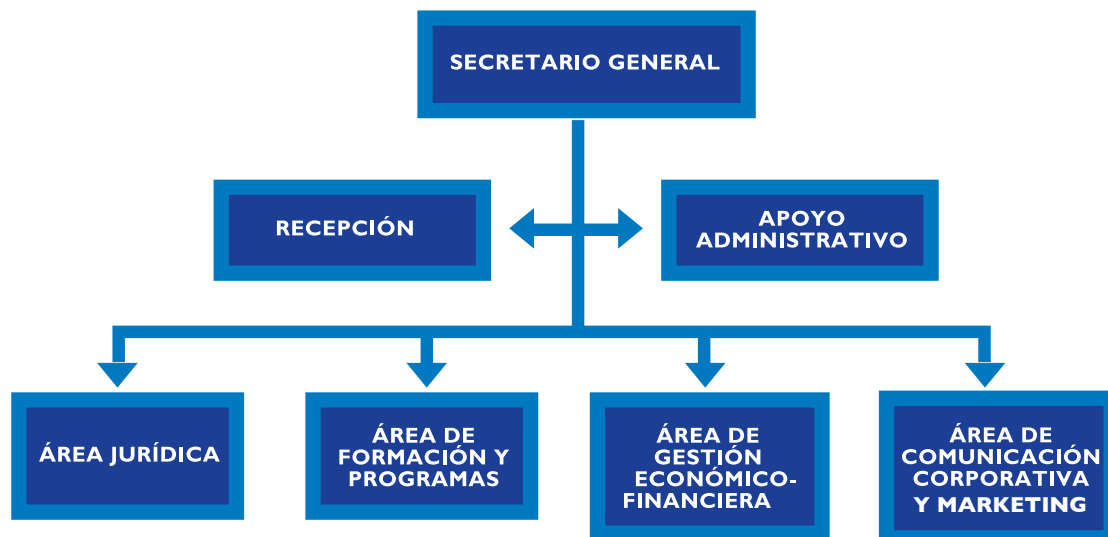 SECRETARIO GENERAL
RECEPCIÓN
APOYO
ADMINISTRATIVO
ÁREA JURÍDICA
ÁREA DE
FORMACIÓN Y
PROGRAMAS
ÁREA DE
GESTIÓN
ECONÓMICO-
FINANCIERA
ÁREA DE
COMUNICACIÓN
CORPORATIVA
Y MARKETING